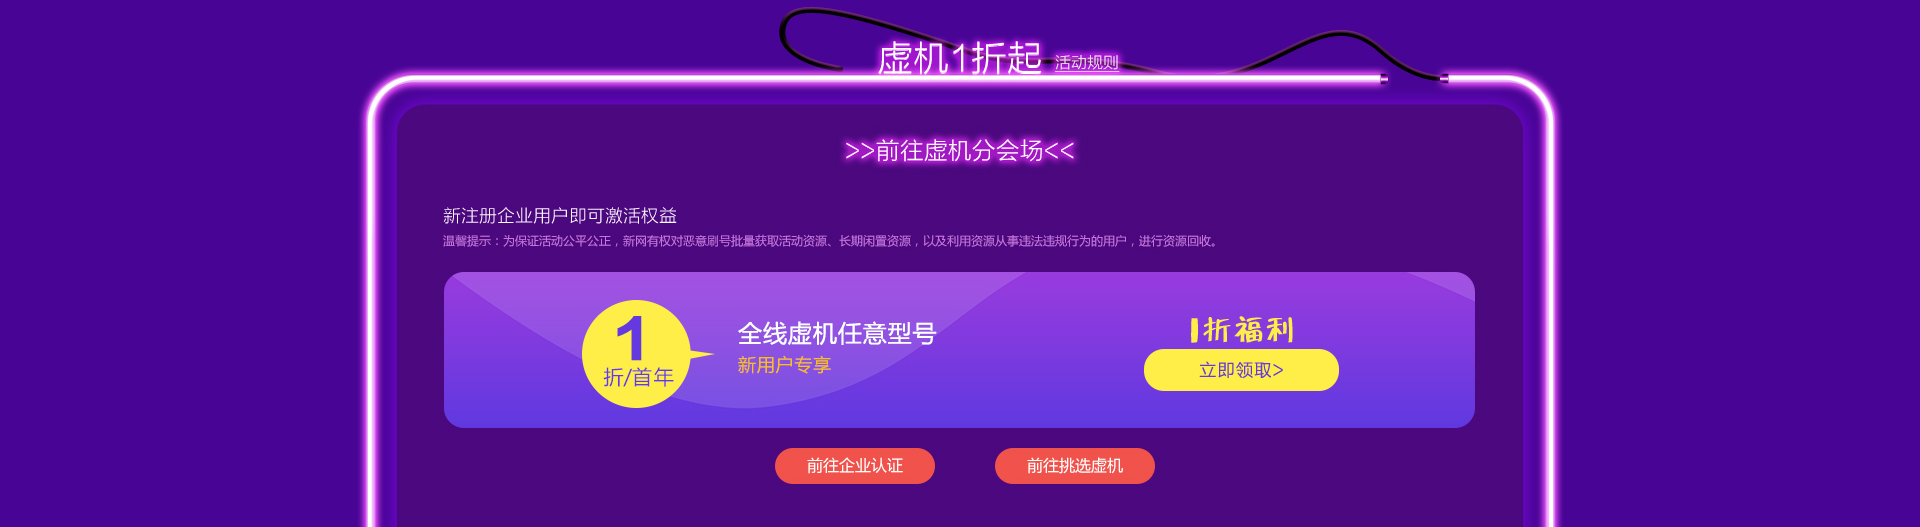 虚机1折起 活动规则
>>前往虚机分会场<<
新注册企业用户即可激活权益
温馨提示：为保证活动公平公正，新网有权对恶意刷号批量获取活动资源、长期闲置资源，以及利用资源从事违法违规行为的用户，进行资源回收。
1
折/首年
全线虚机任意型号
新用户专享
1折福利
立即领取>
前往企业认证
前往挑选虚机